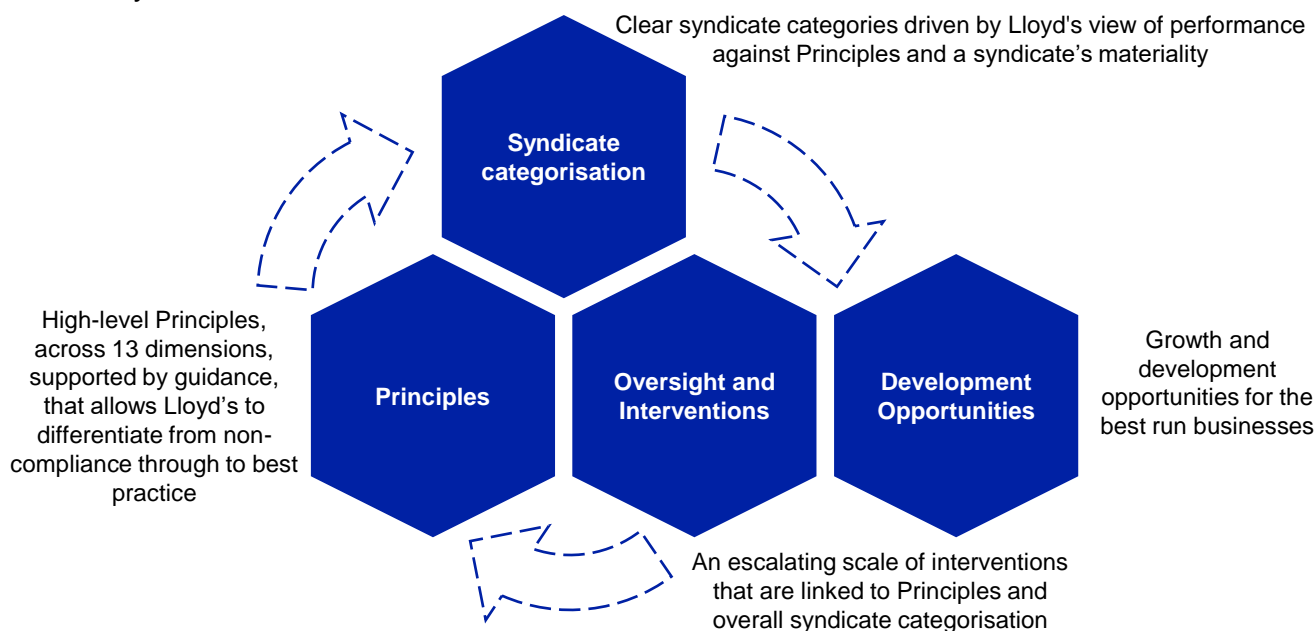 Clear syndicate categories driven by Lloyd's view of performance
against Principles and a syndicate’s materiality
Syndicate
categorisation
High-level Principles,
across 13 dimensions,
supported by guidance,
that allows Lloyd’s to
differentiate from non-
compliance through to best
practice
Principles
Oversight and
Interventions
Development
Opportunities
Growth and
development
opportunities for the
best run businesses
An escalating scale of interventions
that are linked to Principles and
overall syndicate categorisation